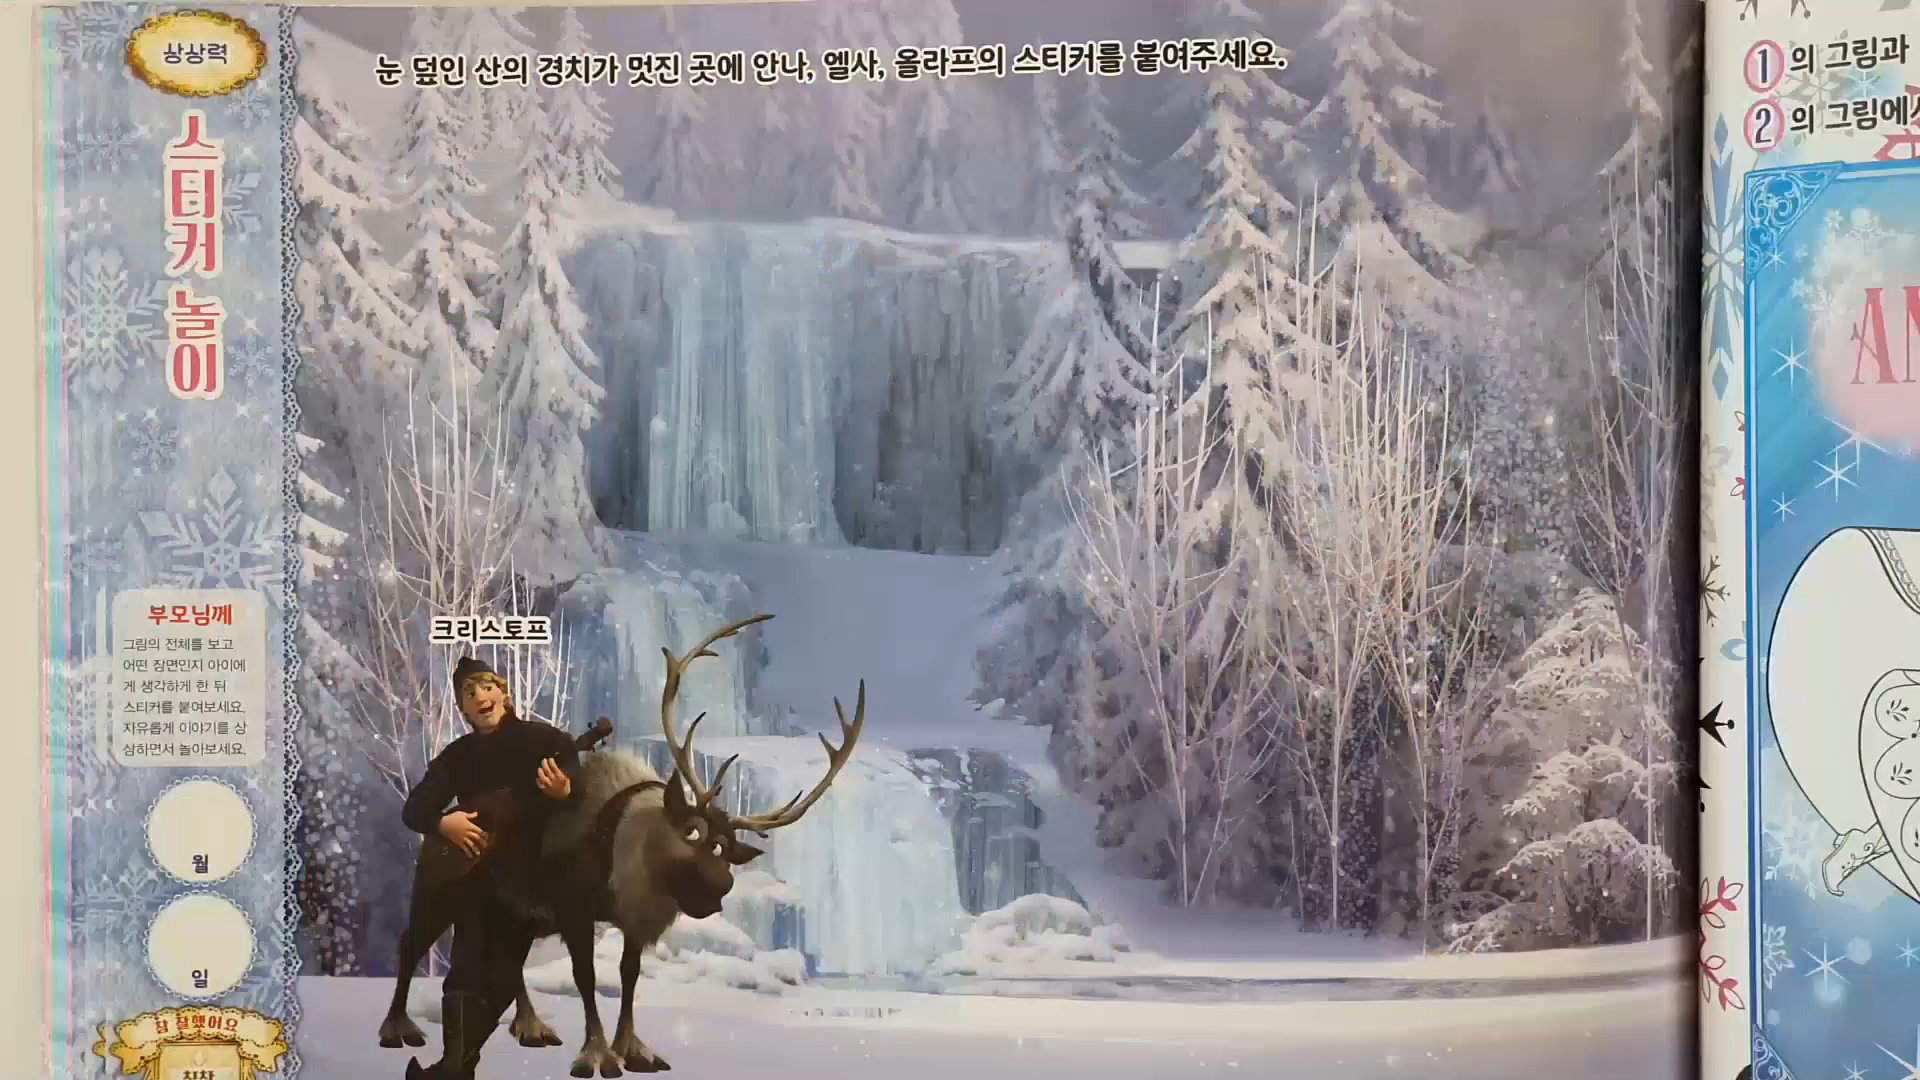 상상력
스티커 놀이
눈 덮인 산의 경치가 멋진 곳에 안나, 엘사, 올라프의 스티커를 붙여주세요.
크리스토프
부모님께
그림의 전체를 보고
어떤 장면인지 아이에
게 생각하게 한 뒤
스티커를 붙여보세요.
자유롭게 이야기를 상
상하면서 놀아보세요.
월
일
참 잘했어요
칭찬
1 의 그림과
2 의 그림에서
AN